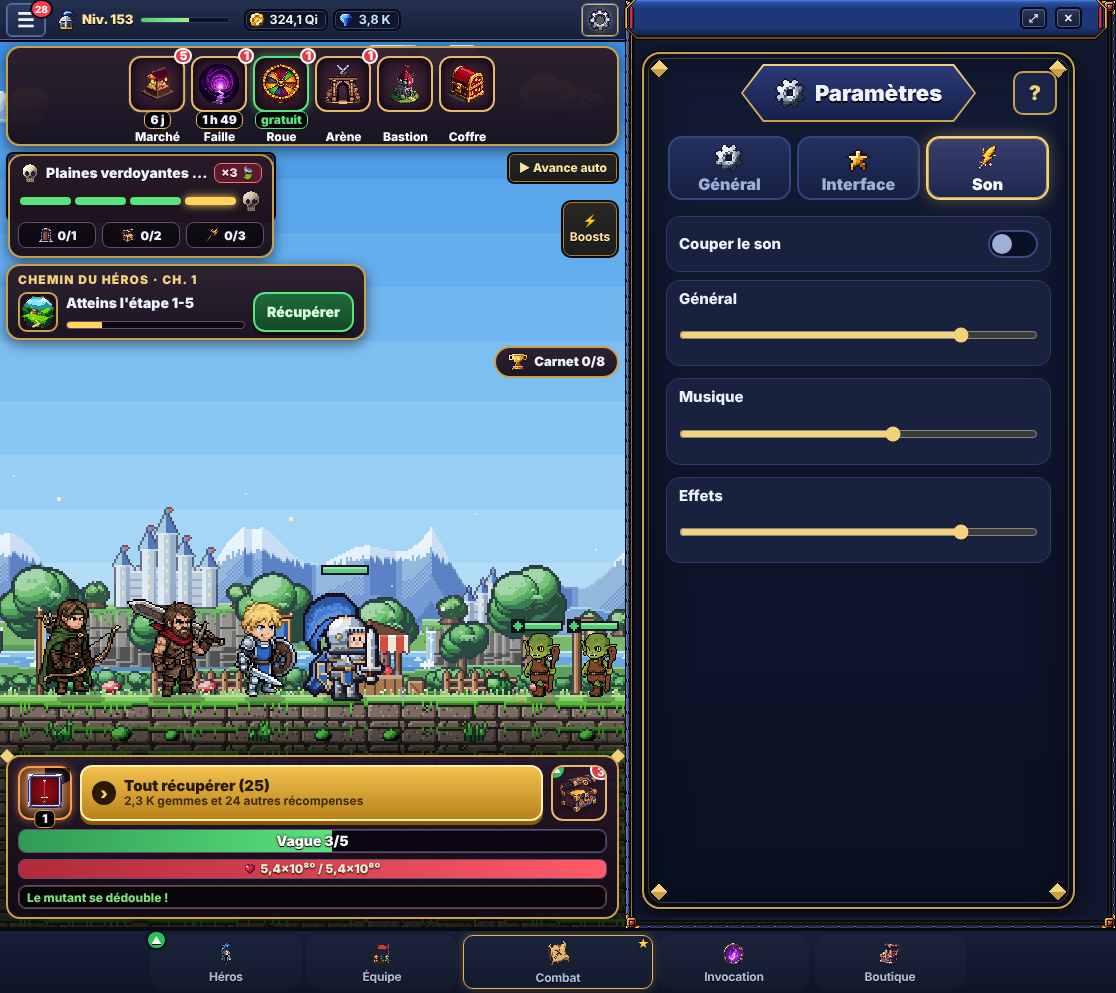 28
Niv. 153
324,1 Qi
3,8 K
5
1
1
1
6 j
1 h 49
gratuit
Marché
Faille
Roue
Arène
Bastion
Coffre
Plaines verdoyantes ...
×3
0/1
0/2
0/3
Avance auto
Boosts
CHEMIN DU HÉROS · CH. 1
Atteins l'étape 1-5
Récupérer
Carnet 0/8
1
Tout récupérer (25)
2,3 K gemmes et 24 autres récompenses
3
Vague 3/5
5,4×10⁸⁰ / 5,4×10⁸⁰
Le mutant se dédouble !
Paramètres
?
Général
Interface
Son
Couper le son
Général
Musique
Effets
Héros
Équipe
Combat
Invocation
Boutique